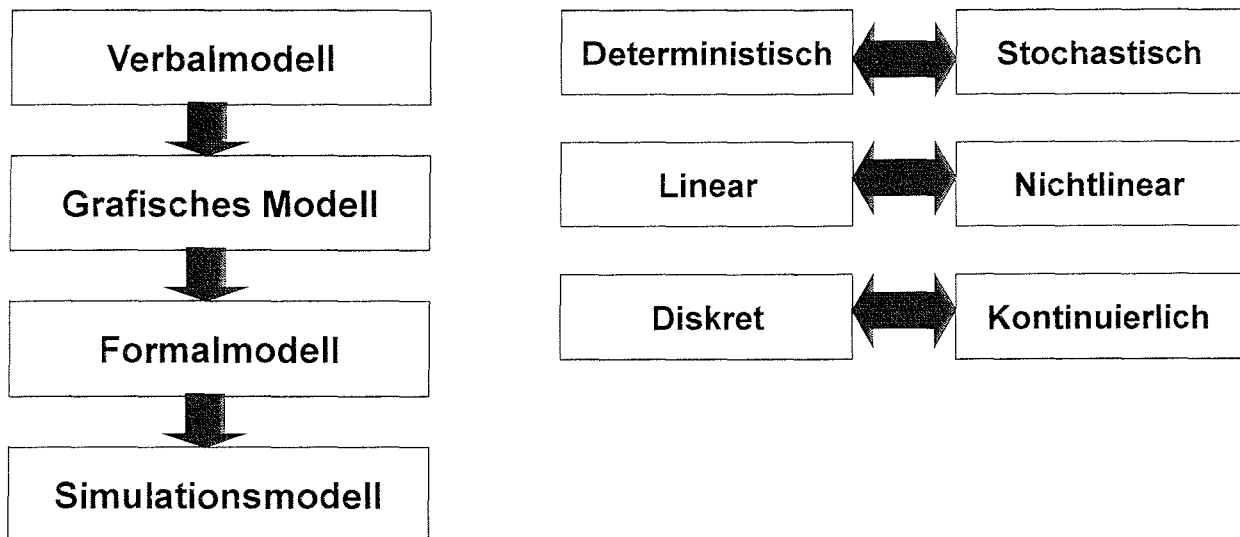 Verbalmodell
Grafisches Modell
Formalmodell
Simulationsmodell
Deterministisch
Stochastisch
Linear
Nichtlinear
Diskret
Kontinuierlich